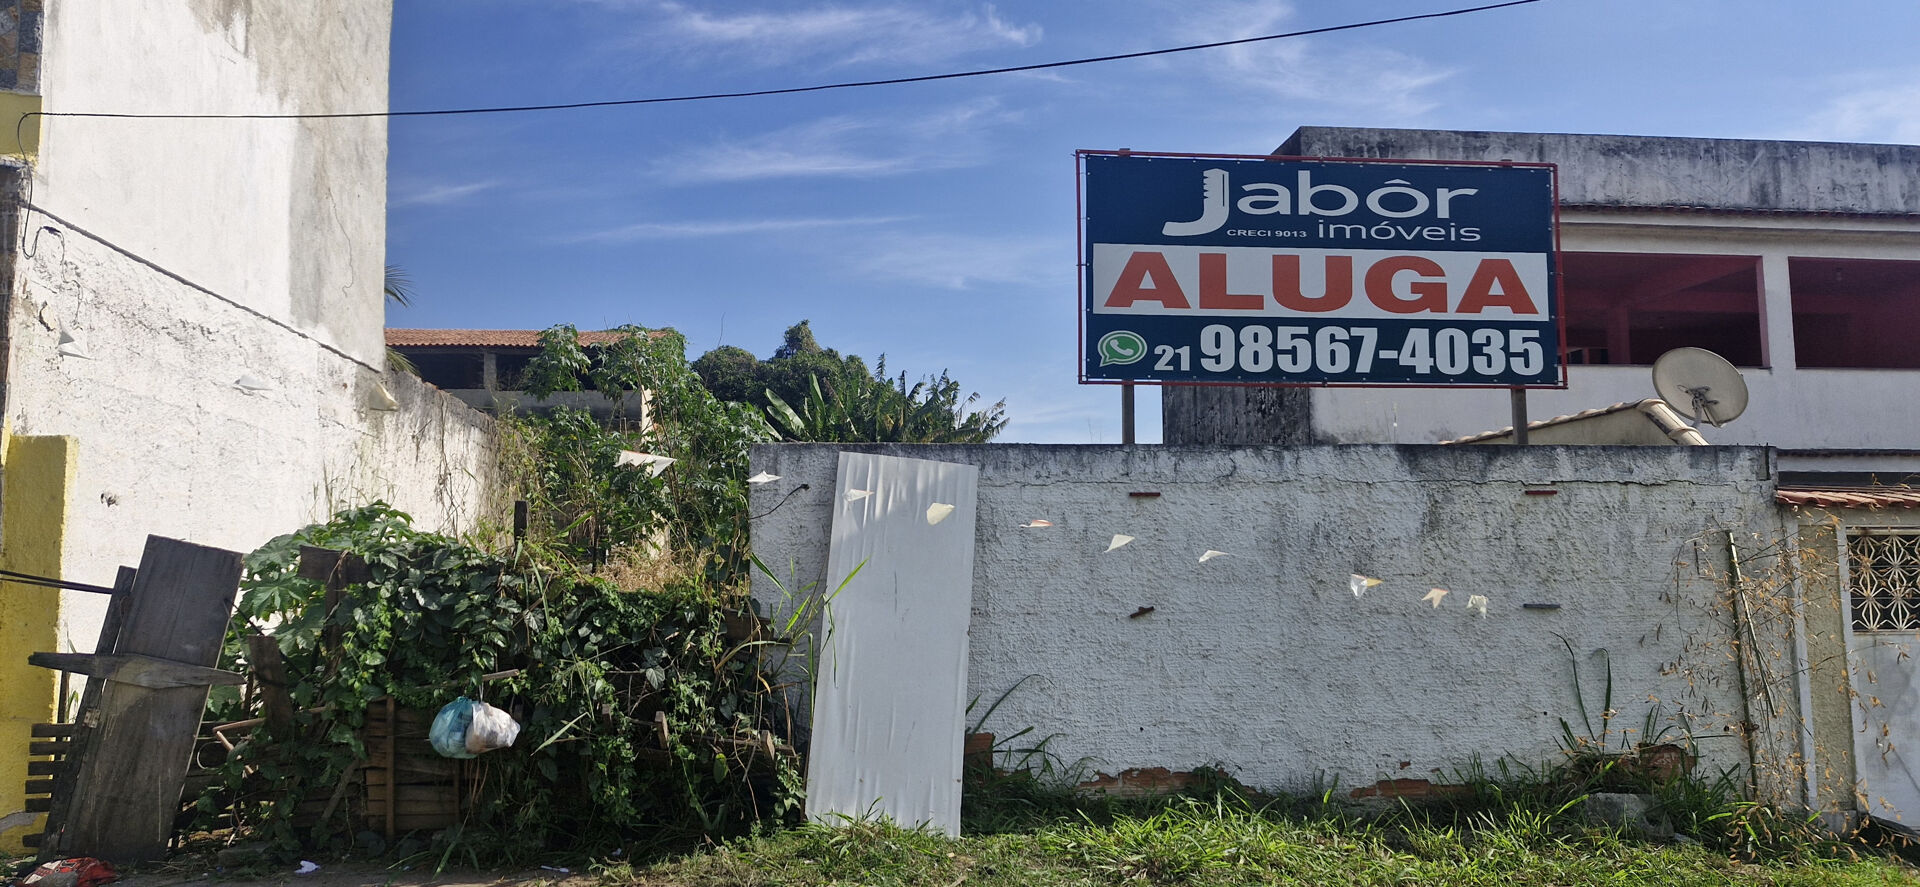 Jabôr
CRECI 9013 imóveis
ALUGA
21 98567-4035